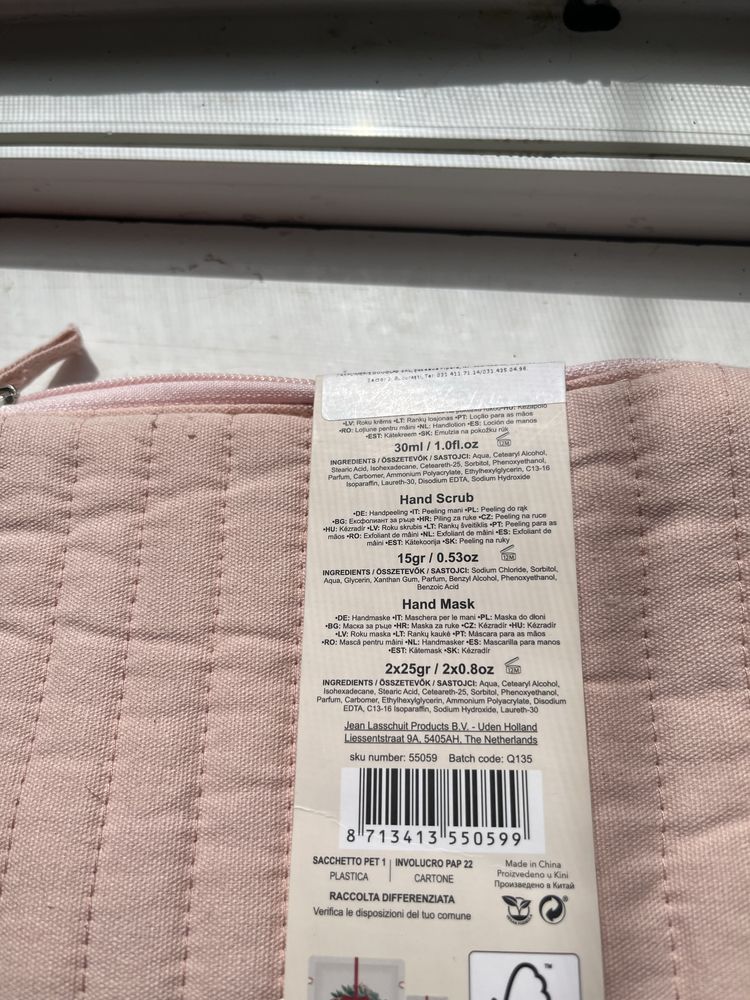 Tel 031 411.71 14/031 435 04.96
•LV: Roku krēms •LT: Rankų losjonas •PT: Loção para as mãos
•RO: Loțiune pentru mâini •NL: Handlotion •ES: Loción de manos
•EST: Kätekreem •SK: Emulzia na pokožku rúk
30ml / 1.0fl.oz 12M
INGREDIENTS / ÖSSZETEVŐK / SASTOJCI: Aqua, Cetearyl Alcohol,
Stearic Acid, Isohexadecane, Ceteareth-25, Sorbitol, Phenoxyethanol,
Parfum, Carbomer, Ammonium Polyacrylate, Ethylhexylglycerin, C13-16
Isoparaffin, Laureth-30, Disodium EDTA, Sodium Hydroxide
Hand Scrub
•DE: Handpeeling •IT: Peeling mani •PL: Peeling do rąk
•BG: Ексфолиант за ръце •HR: Piling za ruke •CZ: Peeling na ruce
•HU: Kézradír •LV: Roku skrubis •LT: Rankų šveitiklis •PT: Peeling para as
mãos •RO: Exfoliant de mâini •NL: Exfoliant de mâini •ES: Exfoliant de
mâini •EST: Kätekoorija •SK: Peeling na ruky
15gr / 0.53oz 12M
INGREDIENTS / ÖSSZETEVŐK / SASTOJCI: Sodium Chloride, Sorbitol,
Aqua, Glycerin, Xanthan Gum, Parfum, Benzyl Alcohol, Phenoxyethanol,
Benzoic Acid
Hand Mask
•DE: Handmaske •IT: Maschera per le mani •PL: Maska do dłoni
•BG: Маска за ръце •HR: Maska za ruke •CZ: Kézradír •HU: Kézradír
•LV: Roku maska •LT: Rankų kaukė •PT: Máscara para as mãos
•RO: Mască pentru mâini •NL: Handmasker •ES: Mascarilla para manos
•EST: Kätemask •SK: Kézradír
2x25gr / 2x0.8oz 12M
INGREDIENTS / ÖSSZETEVŐK / SASTOJCI: Aqua, Cetearyl Alcohol,
Isohexadecane, Stearic Acid, Ceteareth-25, Sorbitol, Phenoxyethanol,
Parfum, Carbomer, Ethylhexylglycerin, Ammonium Polyacrylate, Disodium
EDTA, C13-16 Isoparaffin, Sodium Hydroxide, Laureth-30
Jean Lasschuit Products B.V. - Uden Holland
Liessentstraat 9A, 5405AH, The Netherlands
sku number: 55059 Batch code: Q135
8 713413 550599
SACCHETTO PET 1 | INVOLUCRO PAP 22
PLASTICA CARTONE
RACCOLTA DIFFERENZIATA
Verifica le disposizioni del tuo comune
Made in China
Proizvedeno u Kini
Произведено в Китай